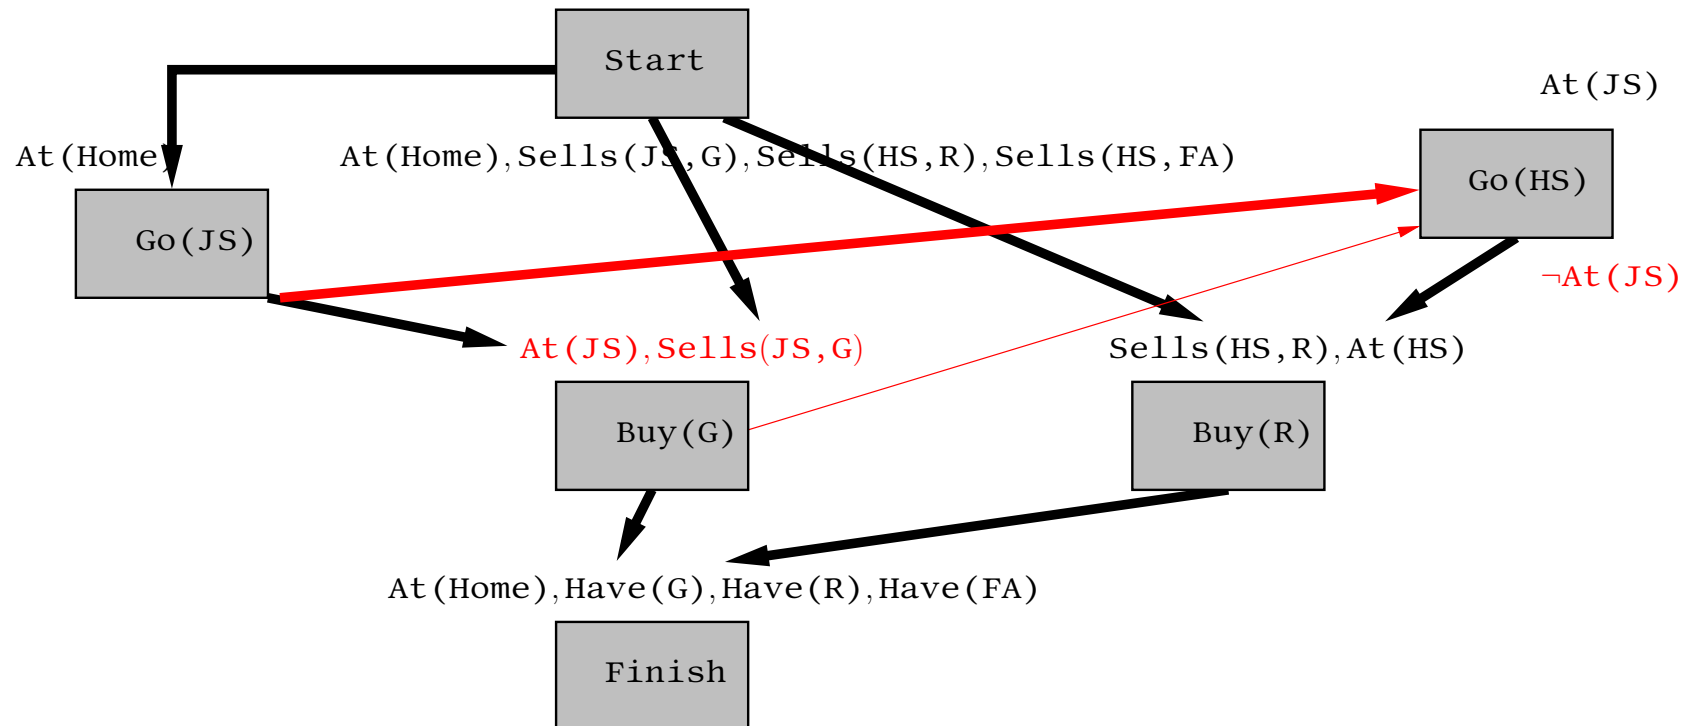 Start
At(JS)
At(Home)
At(Home),Sells(JS,G),Sells(HS,R),Sells(HS,FA)
Go(HS)
Go(JS)
¬At(JS)
At(JS),Sells(JS,G)
Sells(HS,R),At(HS)
Buy(G)
Buy(R)
At(Home),Have(G),Have(R),Have(FA)
Finish